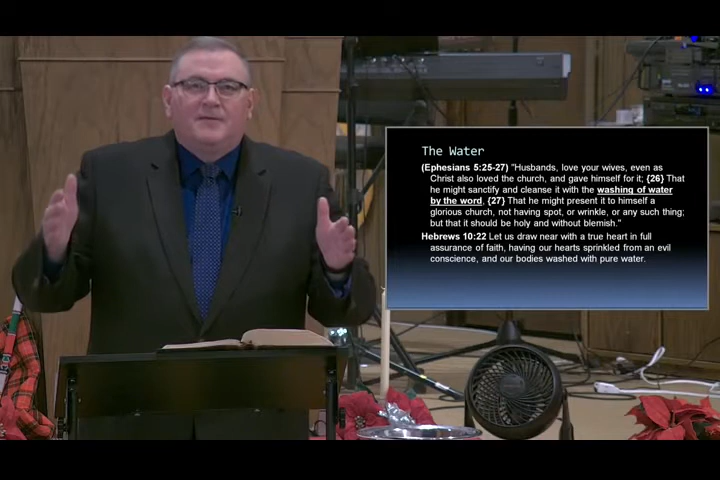 The Water
(Ephesians 5:25-27) "Husbands, love your wives, even as
Christ also loved the church, and gave himself for it; {26} That
he might sanctify and cleanse it with the washing of water
by the word, {27} That he might present it to himself a
glorious church, not having spot, or wrinkle, or any such thing;
but that it should be holy and without blemish."
Hebrews 10:22 Let us draw near with a true heart in full
assurance of faith, having our hearts sprinkled from an evil
conscience, and our bodies washed with pure water.